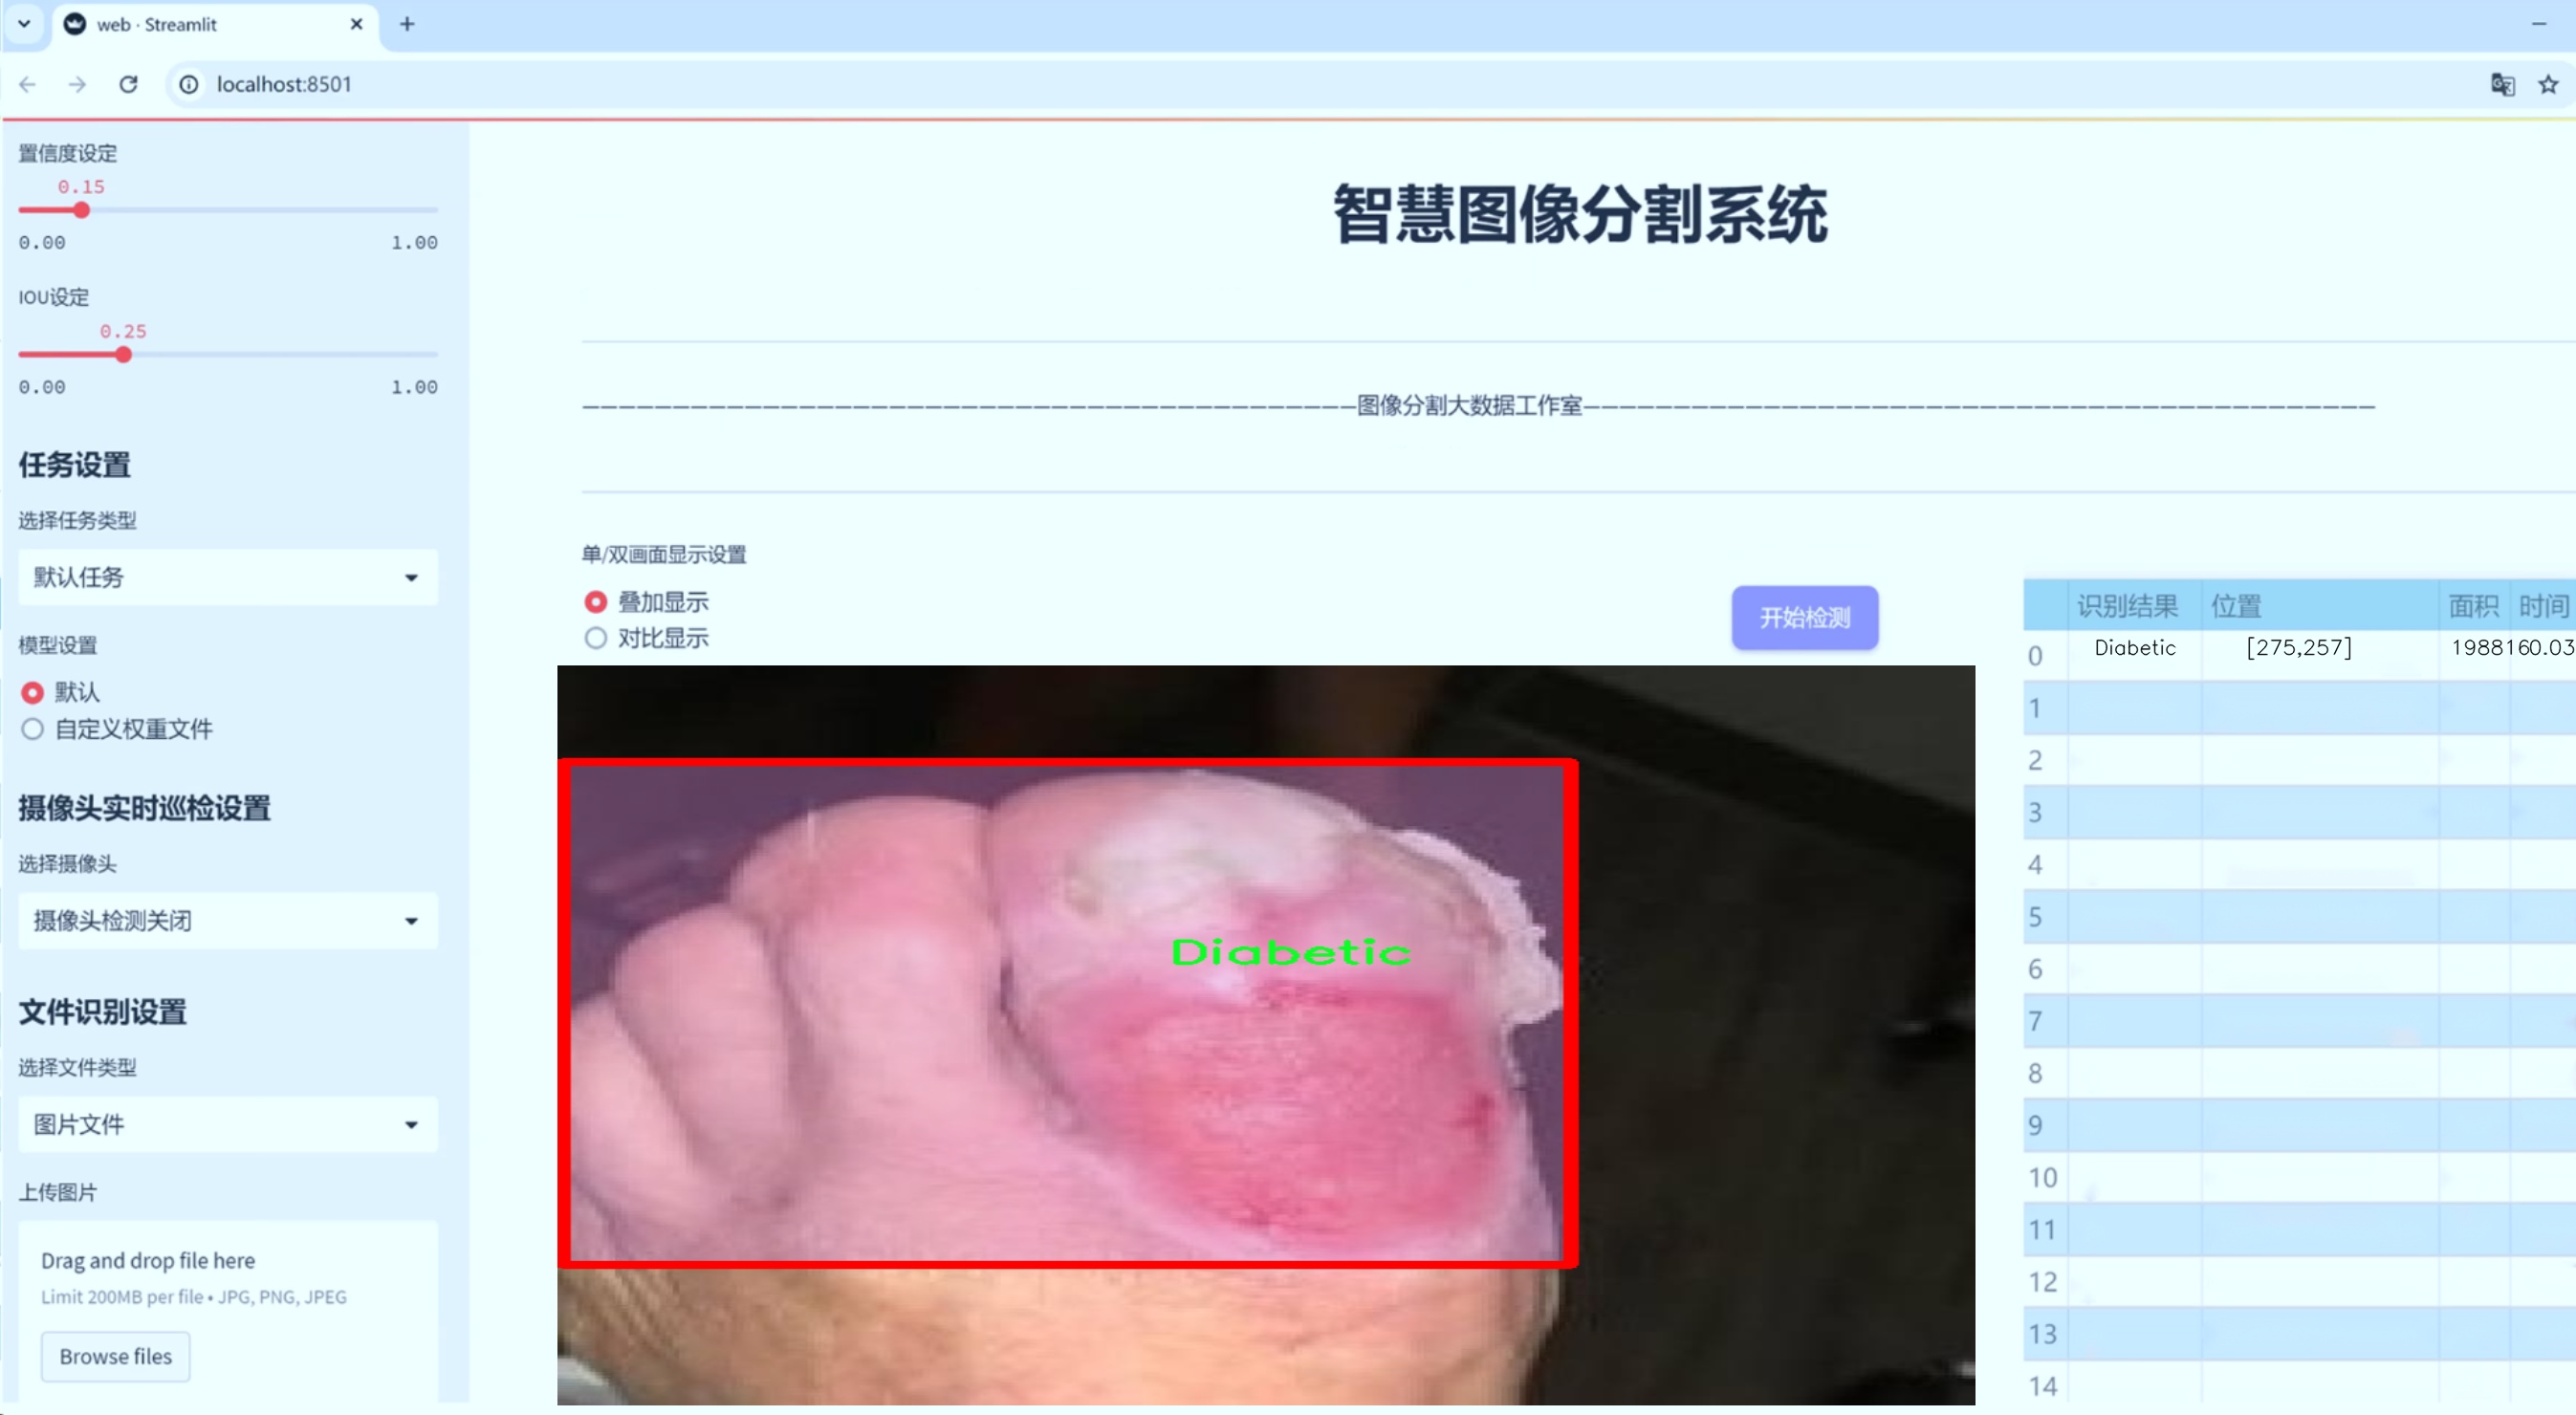 web · Streamlit
localhost:8501
置信度设定
0.15
0.00 1.00
IOU设定
0.25
0.00 1.00
任务设置
选择任务类型
默认任务
模型设置
默认
自定义权重文件
摄像头实时巡检设置
选择摄像头
摄像头检测关闭
文件识别设置
选择文件类型
图片文件
上传图片
Drag and drop file here
Limit 200MB per file • JPG, PNG, JPEG
Browse files
智慧图像分割系统
———————————————————————————————————————————图像分割大数据工作室————————————————————————————————————————————
单/双画面显示设置
叠加显示
对比显示
开始检测
Diabetic
识别结果 位置 面积 时间
0 Diabetic [275,257] 1988160.03
1
2
3
4
5
6
7
8
9
10
11
12
13
14